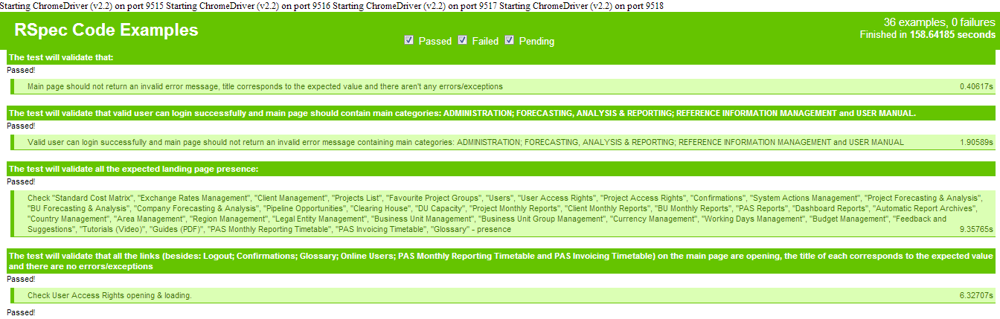 Starting ChromeDriver (v2.2) on port 9515 Starting ChromeDriver (v2.2) on port 9516 Starting ChromeDriver (v2.2) on port 9517 Starting ChromeDriver (v2.2) on port 9518
RSpec Code Examples
Passed Failed Pending
36 examples, 0 failures
Finished in 158.64185 seconds
The test will validate that:
Passed!
Main page should not return an invalid error message, title corresponds to the expected value and there aren't any errors/exceptions 0.40617s
The test will validate that valid user can login successfully and main page should contain main categories: ADMINISTRATION; FORECASTING, ANALYSIS & REPORTING; REFERENCE INFORMATION MANAGEMENT and USER MANUAL.
Passed!
Valid user can login successfully and main page should not return an invalid error message containing main categories: ADMINISTRATION; FORECASTING, ANALYSIS & REPORTING; REFERENCE INFORMATION MANAGEMENT and USER MANUAL 1.90589s
The test will validate all the expected landing page presence:
Passed!
Check "Standard Cost Matrix", "Exchange Rates Management", "Client Management", "Projects List", "Favourite Project Groups", "Users", "User Access Rights", "Project Access Rights", "Confirmations", "System Actions Management", "Project Forecasting & Analysis",
"BU Forecasting & Analysis", "Company Forecasting & Analysis", "Pipeline Opportunities", "Clearing House", "DU Capacity", "Project Monthly Reports", "Client Monthly Reports", "BU Monthly Reports", "PAS Reports", "Dashboard Reports", "Automatic Report Archives",
"Country Management", "Area Management", "Region Management", "Legal Entity Management", "Business Unit Management", "Business Unit Group Management", "Currency Management", "Working Days Management", "Budget Management", "Feedback and
Suggestions", "Tutorials (Video)", "Guides (PDF)", "PAS Monthly Reporting Timetable", "PAS Invoicing Timetable", "Glossary" - presence 9.35765s
The test will validate that all the links (besides: Logout; Confirmations; Glossary; Online Users; PAS Monthly Reporting Timetable and PAS Invoicing Timetable) on the main page are opening, the title of each corresponds to the expected value
and there are no errors/exceptions
Passed!
Check User Access Rights opening & loading. 6.32707s
Passed!